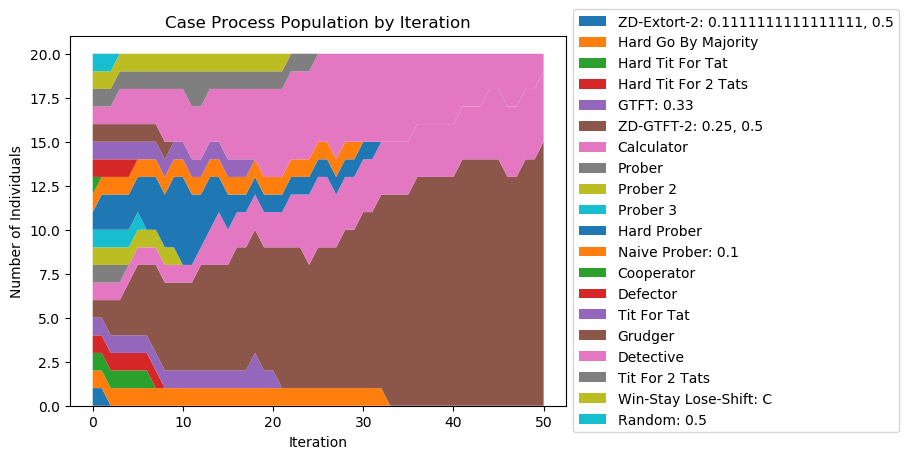 Case Process Population by Iteration
Number of Individuals
20.0
17.5
15.0
12.5
10.0
7.5
5.0
2.5
0.0
0
10
20
30
40
50
Iteration
ZD-Extort-2: 0.1111111111111111, 0.5
Hard Go By Majority
Hard Tit For Tat
Hard Tit For 2 Tats
GTFT: 0.33
ZD-GTFT-2: 0.25, 0.5
Calculator
Prober
Prober 2
Prober 3
Hard Prober
Naive Prober: 0.1
Cooperator
Defector
Tit For Tat
Grudger
Detective
Tit For 2 Tats
Win-Stay Lose-Shift: C
Random: 0.5